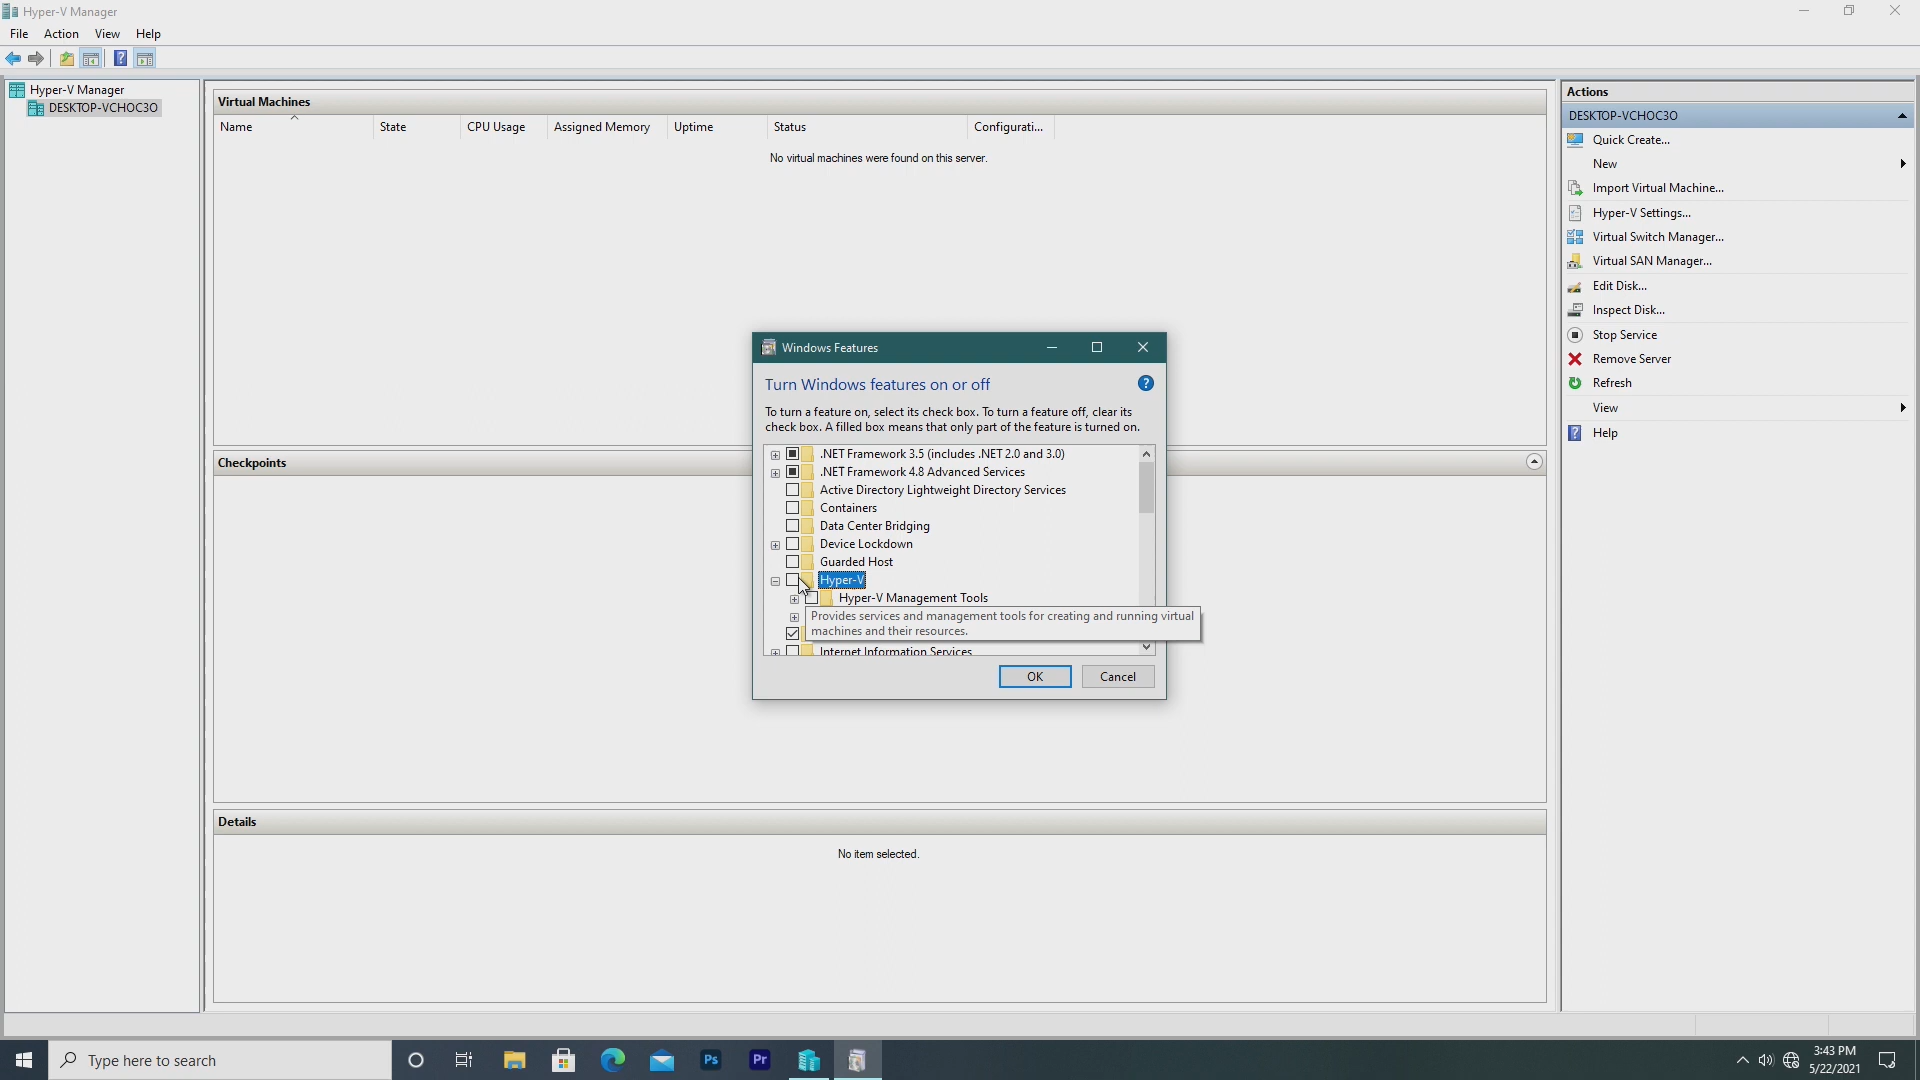 Hyper-V Manager
File Action View Help
Hyper-V Manager
DESKTOP-VCHOC3O
Virtual Machines
Name State CPU Usage Assigned Memory Uptime Status Configurati...
No virtual machines were found on this server.
Checkpoints
Details
No item selected.
Actions
DESKTOP-VCHOC3O
Quick Create...
New
Import Virtual Machine...
Hyper-V Settings...
Virtual Switch Manager...
Virtual SAN Manager...
Edit Disk...
Inspect Disk...
Stop Service
Remove Server
Refresh
View
Help
Windows Features
Turn Windows features on or off
To turn a feature on, select its check box. To turn a feature off, clear its
check box. A filled box means that only part of the feature is turned on.
.NET Framework 3.5 (includes .NET 2.0 and 3.0)
.NET Framework 4.8 Advanced Services
Active Directory Lightweight Directory Services
Containers
Data Center Bridging
Device Lockdown
Guarded Host
Hyper-V
Hyper-V Management Tools
Provides services and management tools for creating and running virtual
machines and their resources.
Internet Information Services
OK Cancel
Type here to search
Ps
Pr
3:43 PM
5/22/2021